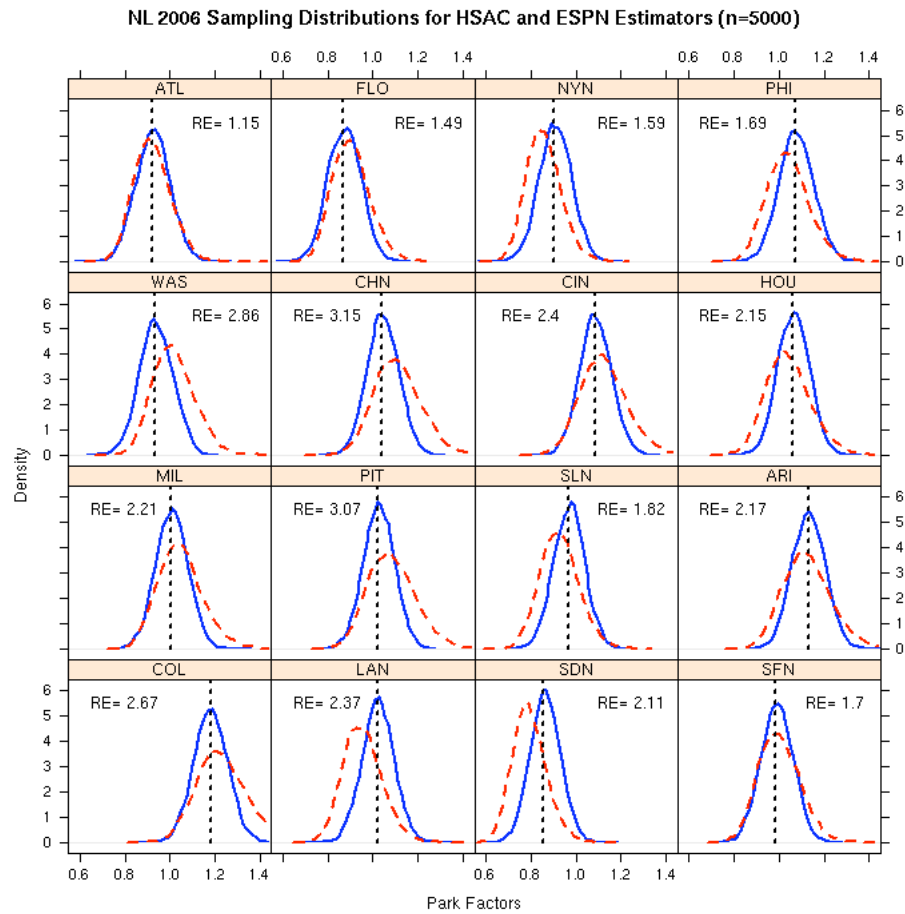 NL 2006 Sampling Distributions for HSAC and ESPN Estimators (n=5000)
0.6 0.8 1.0 1.2 1.4 0.6 0.8 1.0 1.2 1.4
ATL FLO NYN PHI
RE= 1.15 RE= 1.49 RE= 1.59 RE= 1.69
6
5
4
3
2
1
0
WAS CHN CIN HOU
RE= 2.86 RE= 3.15 RE= 2.4 RE= 2.15
6
5
4
3
2
1
0
MIL PIT SLN ARI
RE= 2.21 RE= 3.07 RE= 1.82 RE= 2.17
6
5
4
3
2
1
0
COL LAN SDN SFN
RE= 2.67 RE= 2.37 RE= 2.11 RE= 1.7
6
5
4
3
2
1
0
0.6 0.8 1.0 1.2 1.4 0.6 0.8 1.0 1.2 1.4
Density
Park Factors